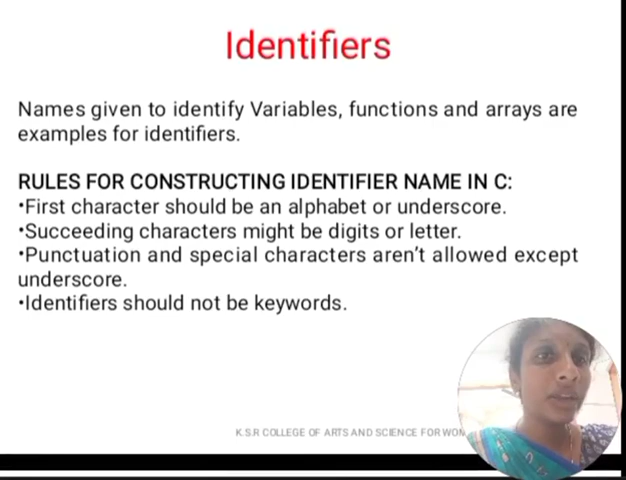 Identifiers
Names given to identify Variables, functions and arrays are
examples for identifiers.
RULES FOR CONSTRUCTING IDENTIFIER NAME IN C:
•First character should be an alphabet or underscore.
•Succeeding characters might be digits or letter.
•Punctuation and special characters aren't allowed except
underscore.
•Identifiers should not be keywords.
K.S.R COLLEGE OF ARTS AND SCIENCE FOR